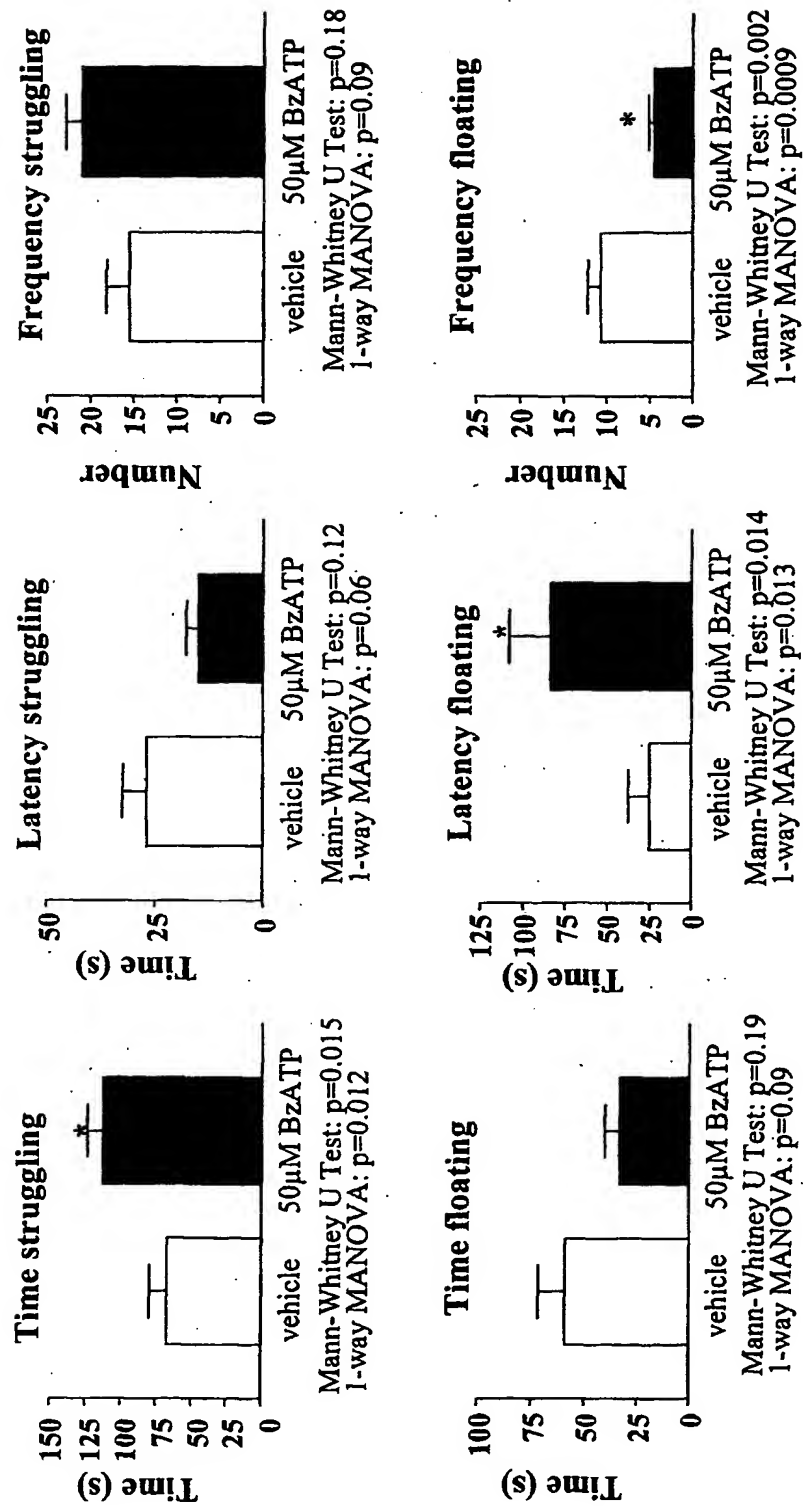 Time struggling
Time (s)
150
125
100
75
50
25
0
*
vehicle 50µM BzATP
Mann-Whitney U Test: p=0.015
1-way MANOVA: p=0.012
Latency struggling
Time (s)
50
25
0
vehicle 50µM BzATP
Mann-Whitney U Test: p=0.12
1-way MANOVA: p=0.06
Frequency struggling
Number
25
20
15
10
5
0
vehicle 50µM BzATP
Mann-Whitney U Test: p=0.18
1-way MANOVA: p=0.09
Time floating
Time (s)
100
75
50
25
0
vehicle 50µM BzATP
Mann-Whitney U Test: p=0.19
1-way MANOVA: p=0.09
Latency floating
Time (s)
125
100
75
50
25
0
*
vehicle 50µM BzATP
Mann-Whitney U Test: p=0.014
1-way MANOVA: p=0.013
Frequency floating
Number
25
20
15
10
5
0
*
vehicle 50µM BzATP
Mann-Whitney U Test: p=0.002
1-way MANOVA: p=0.0009